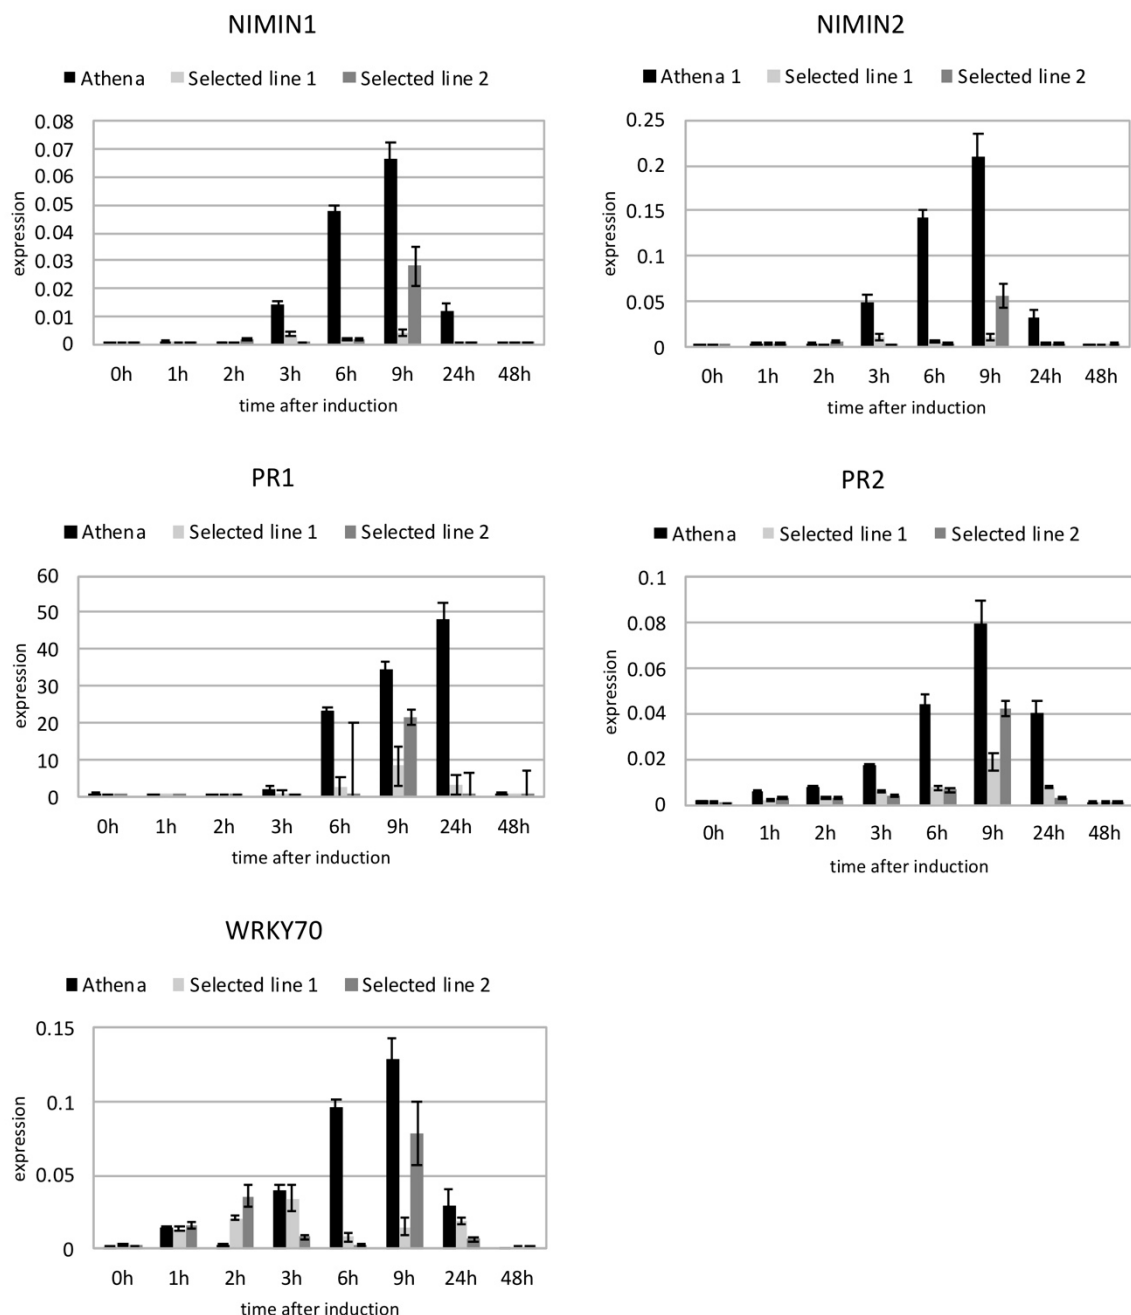 NIMIN1
Athena Selected line 1 Selected line 2
0.08
0.07
0.06
0.05
0.04
0.03
0.02
0.01
0
expression
0h 1h 2h 3h 6h 9h 24h 48h
time after induction
NIMIN2
Athena 1 Selected line 1 Selected line 2
0.25
0.2
0.15
0.1
0.05
0
expression
0h 1h 2h 3h 6h 9h 24h 48h
time after induction
PR1
Athena Selected line 1 Selected line 2
60
50
40
30
20
10
0
expression
0h 1h 2h 3h 6h 9h 24h 48h
time after induction
PR2
Athena Selected line 1 Selected line 2
0.1
0.08
0.06
0.04
0.02
0
expression
0h 1h 2h 3h 6h 9h 24h 48h
time after induction
WRKY70
Athena Selected line 1 Selected line 2
0.15
0.1
0.05
0
expression
0h 1h 2h 3h 6h 9h 24h 48h
time after induction